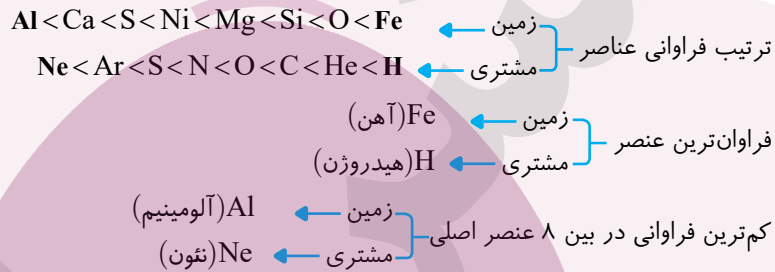 زمین Al<Ca<S<Ni<Mg<Si<O<Fe
ترتیب فراوانی عناصر
مشتری Ne<Ar<S<N<O<C<He<H
زمین Fe(آهن)
فراوان‌ترین عنصر
مشتری H(هیدروژن)
زمین Al(آلومینیم)
کم‌ترین فراوانی در بین ۸ عنصر اصلی
مشتری Ne(نئون)